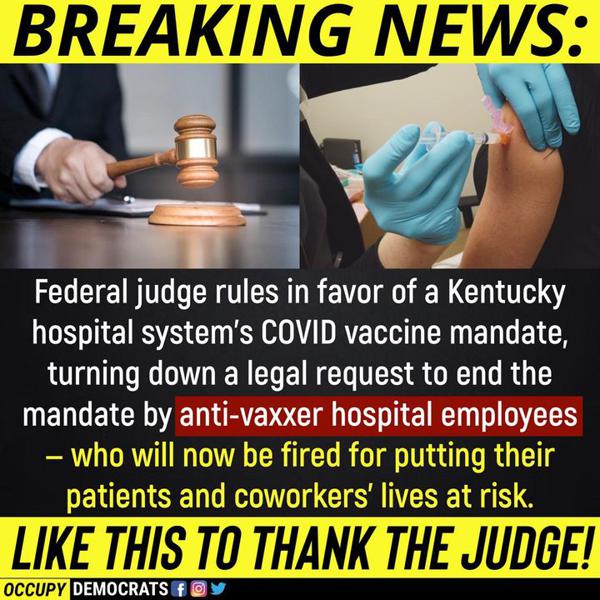 BREAKING NEWS:
Federal judge rules in favor of a Kentucky
hospital system's COVID vaccine mandate,
turning down a legal request to end the
mandate by anti-vaxxer hospital employees
– who will now be fired for putting their
patients and coworkers' lives at risk.
LIKE THIS TO THANK THE JUDGE!
OCCUPY DEMOCRATS